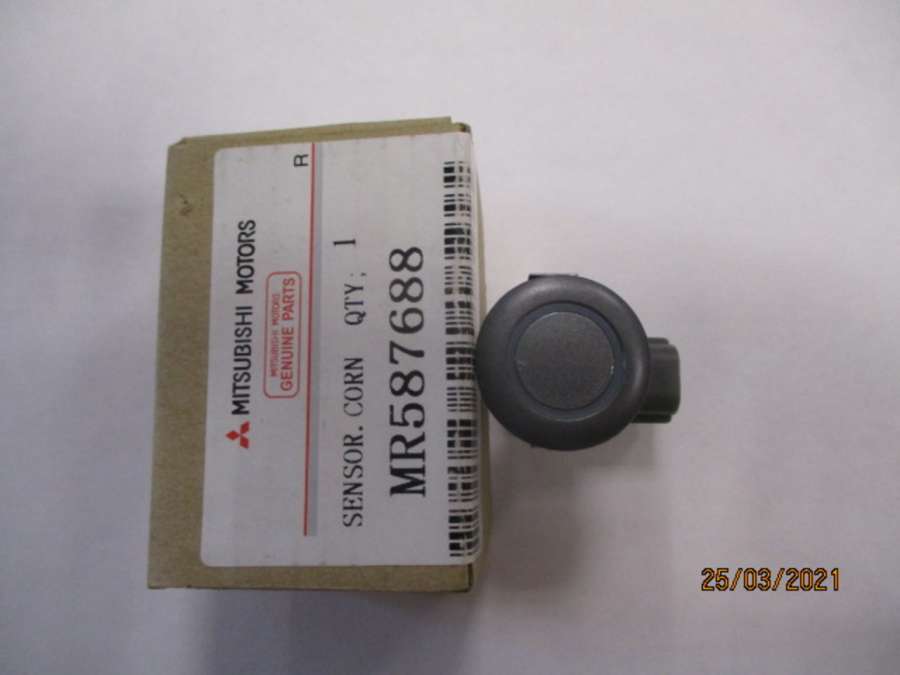 MITSUBISHI MOTORS
MITSUBISHI MOTORS
GENUINE PARTS
R
SENSOR.CORN QTY; 1
MR587688
25/03/2021